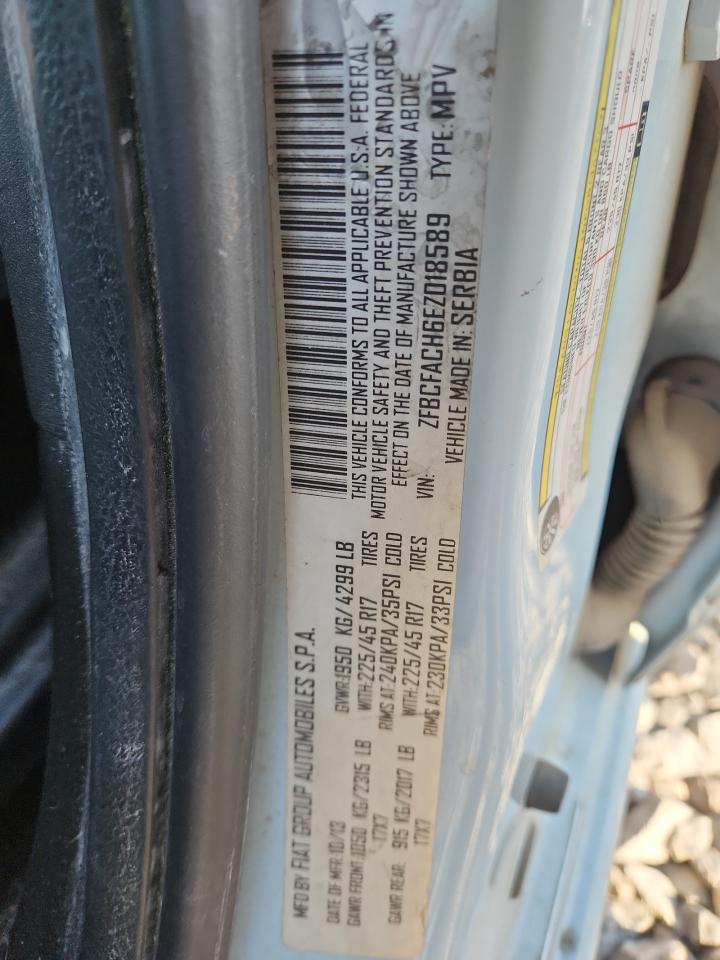 MFD BY FIAT GROUP AUTOMOBILES S.P.A.
DATE OF MFR: 10/13 GVWR: 1950 KG/4299 LB
GAWR FRONT: 1050 KG/2315 LB WITH: 225/45 R17 TIRES
17X7 RIMS AT: 240KPA/35PSI COLD
GAWR REAR: 915 KG/2017 LB WITH: 225/45 R17 TIRES
17X7 RIMS AT: 230KPA/33PSI COLD
THIS VEHICLE CONFORMS TO ALL APPLICABLE U.S.A. FEDERAL
MOTOR VEHICLE SAFETY AND THEFT PREVENTION STANDARDS IN
EFFECT ON THE DATE OF MANUFACTURE SHOWN ABOVE
VIN: ZFBCFACH6EZ018589 TYPE: MPV
VEHICLE MADE IN: SERBIA
SPARE